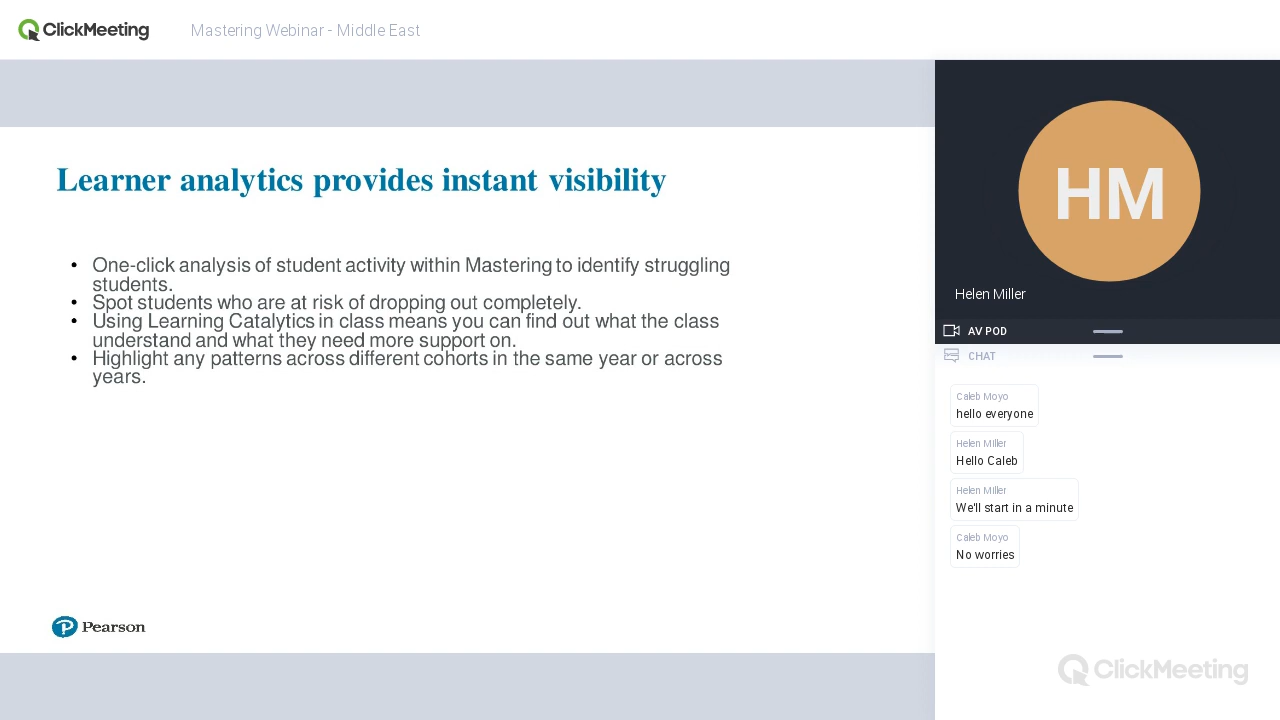 ClickMeeting
Mastering Webinar - Middle East
Learner analytics provides instant visibility
• One-click analysis of student activity within Mastering to identify struggling
students.
• Spot students who are at risk of dropping out completely.
• Using Learning Catalytics in class means you can find out what the class
understand and what they need more support on.
• Highlight any patterns across different cohorts in the same year or across
years.
Pearson
HM
Helen Miller
AV POD
CHAT
Caleb Moyo
hello everyone
Helen Miller
Hello Caleb
Helen Miller
We'll start in a minute
Caleb Moyo
No worries
ClickMeeting